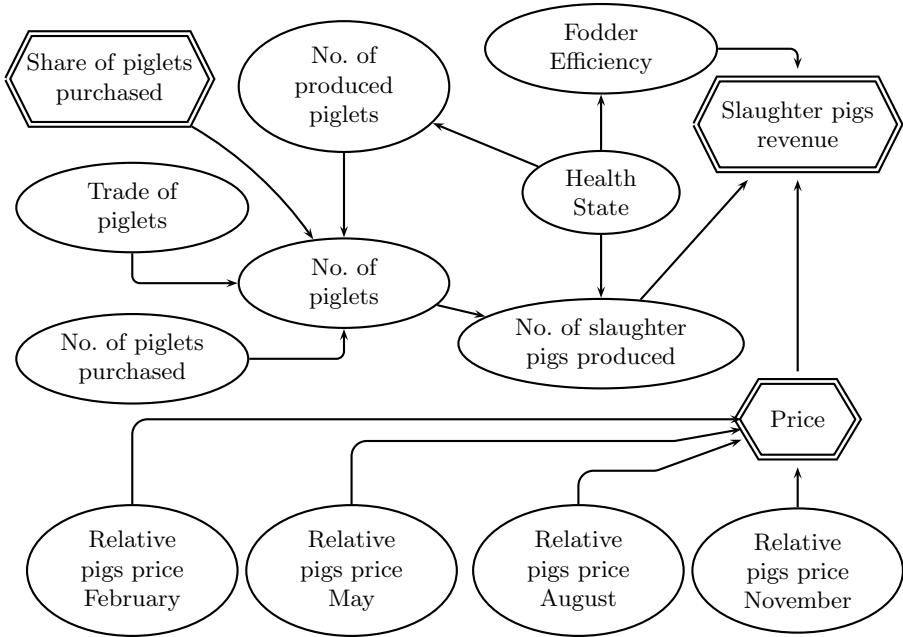 Share of piglets
purchased
No. of
produced
piglets
Fodder
Efficiency
Slaughter pigs
revenue
Trade of
piglets
Health
State
No. of
piglets
No. of piglets
purchased
No. of slaughter
pigs produced
Price
Relative
pigs price
February
Relative
pigs price
May
Relative
pigs price
August
Relative
pigs price
November